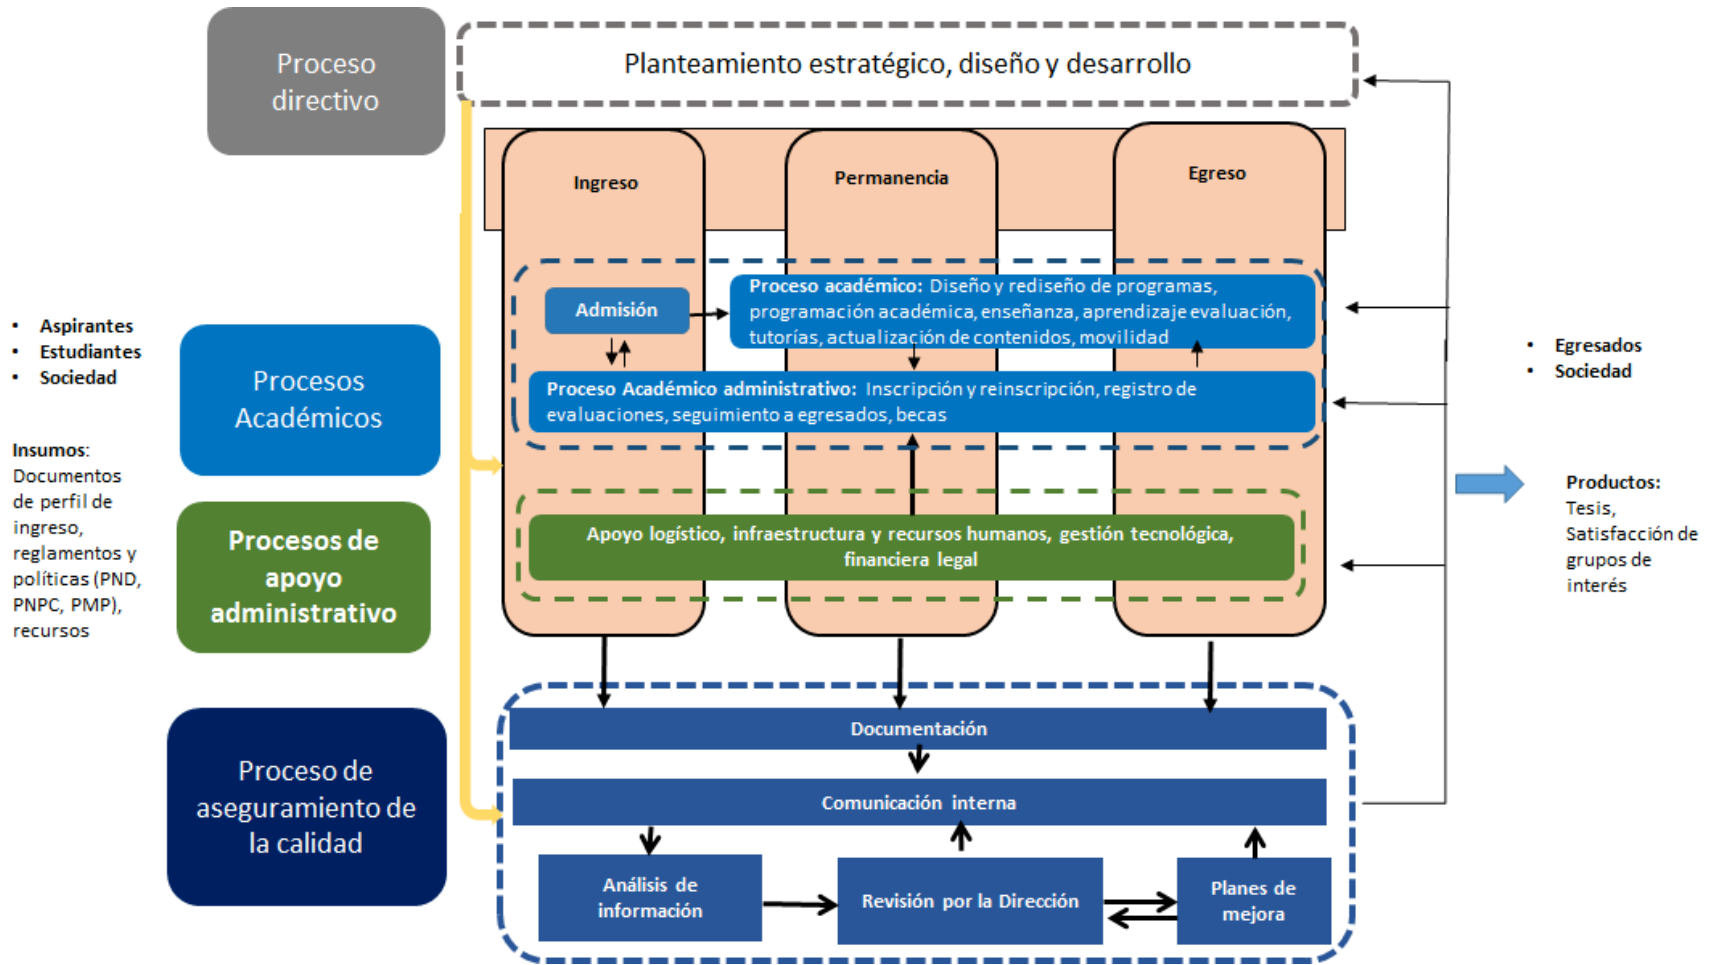 Proceso
directivo
Planteamiento estratégico, diseño y desarrollo
Ingreso
Permanencia
Egreso
• Aspirantes
• Estudiantes
• Sociedad
Insumos:
Documentos
de perfil de
ingreso,
reglamentos y
políticas (PND,
PNPC, PMP),
recursos
Procesos
Académicos
Admisión
Proceso académico: Diseño y rediseño de programas,
programación académica, enseñanza, aprendizaje evaluación,
tutorías, actualización de contenidos, movilidad
Proceso Académico administrativo: Inscripción y reinscripción, registro de
evaluaciones, seguimiento a egresados, becas
Procesos de
apoyo
administrativo
Apoyo logístico, infraestructura y recursos humanos, gestión tecnológica,
financiera legal
Proceso de
aseguramiento de
la calidad
Documentación
Comunicación interna
Análisis de
información
Revisión por la Dirección
Planes de
mejora
• Egresados
• Sociedad
Productos:
Tesis,
Satisfacción de
grupos de
interés